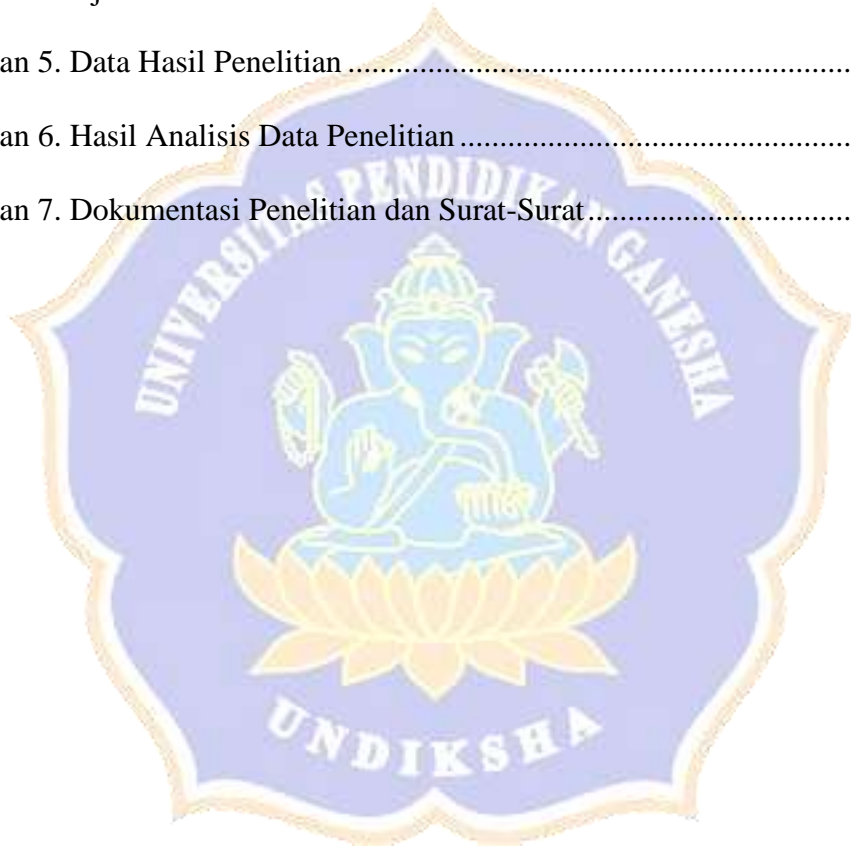 an 5. Data Hasil Penelitian ............................................................
an 6. Hasil Analisis Data Penelitian ...............................................
an 7. Dokumentasi Penelitian dan Surat-Surat ................................
UNIVERSITAS PENDIDIKAN GANESHA
UNDIKSHA